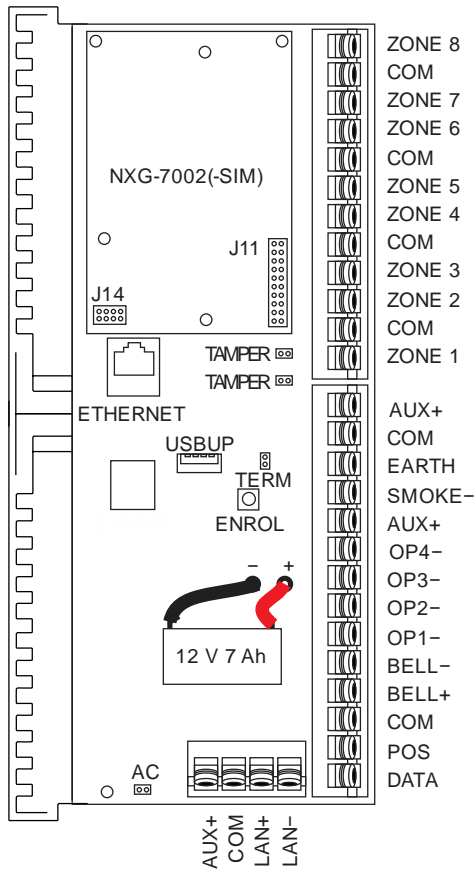 ZONE 8
COM
ZONE 7
ZONE 6
COM
ZONE 5
ZONE 4
COM
ZONE 3
ZONE 2
COM
ZONE 1
NXG-7002(-SIM)
J11
J14
TAMPER
TAMPER
ETHERNET
USBUP
TERM
ENROL
AUX+
COM
EARTH
SMOKE−
AUX+
OP4−
OP3−
OP2−
OP1−
BELL−
BELL+
COM
POS
DATA
− +
12 V 7 Ah
AC
AUX+
COM
LAN+
LAN−